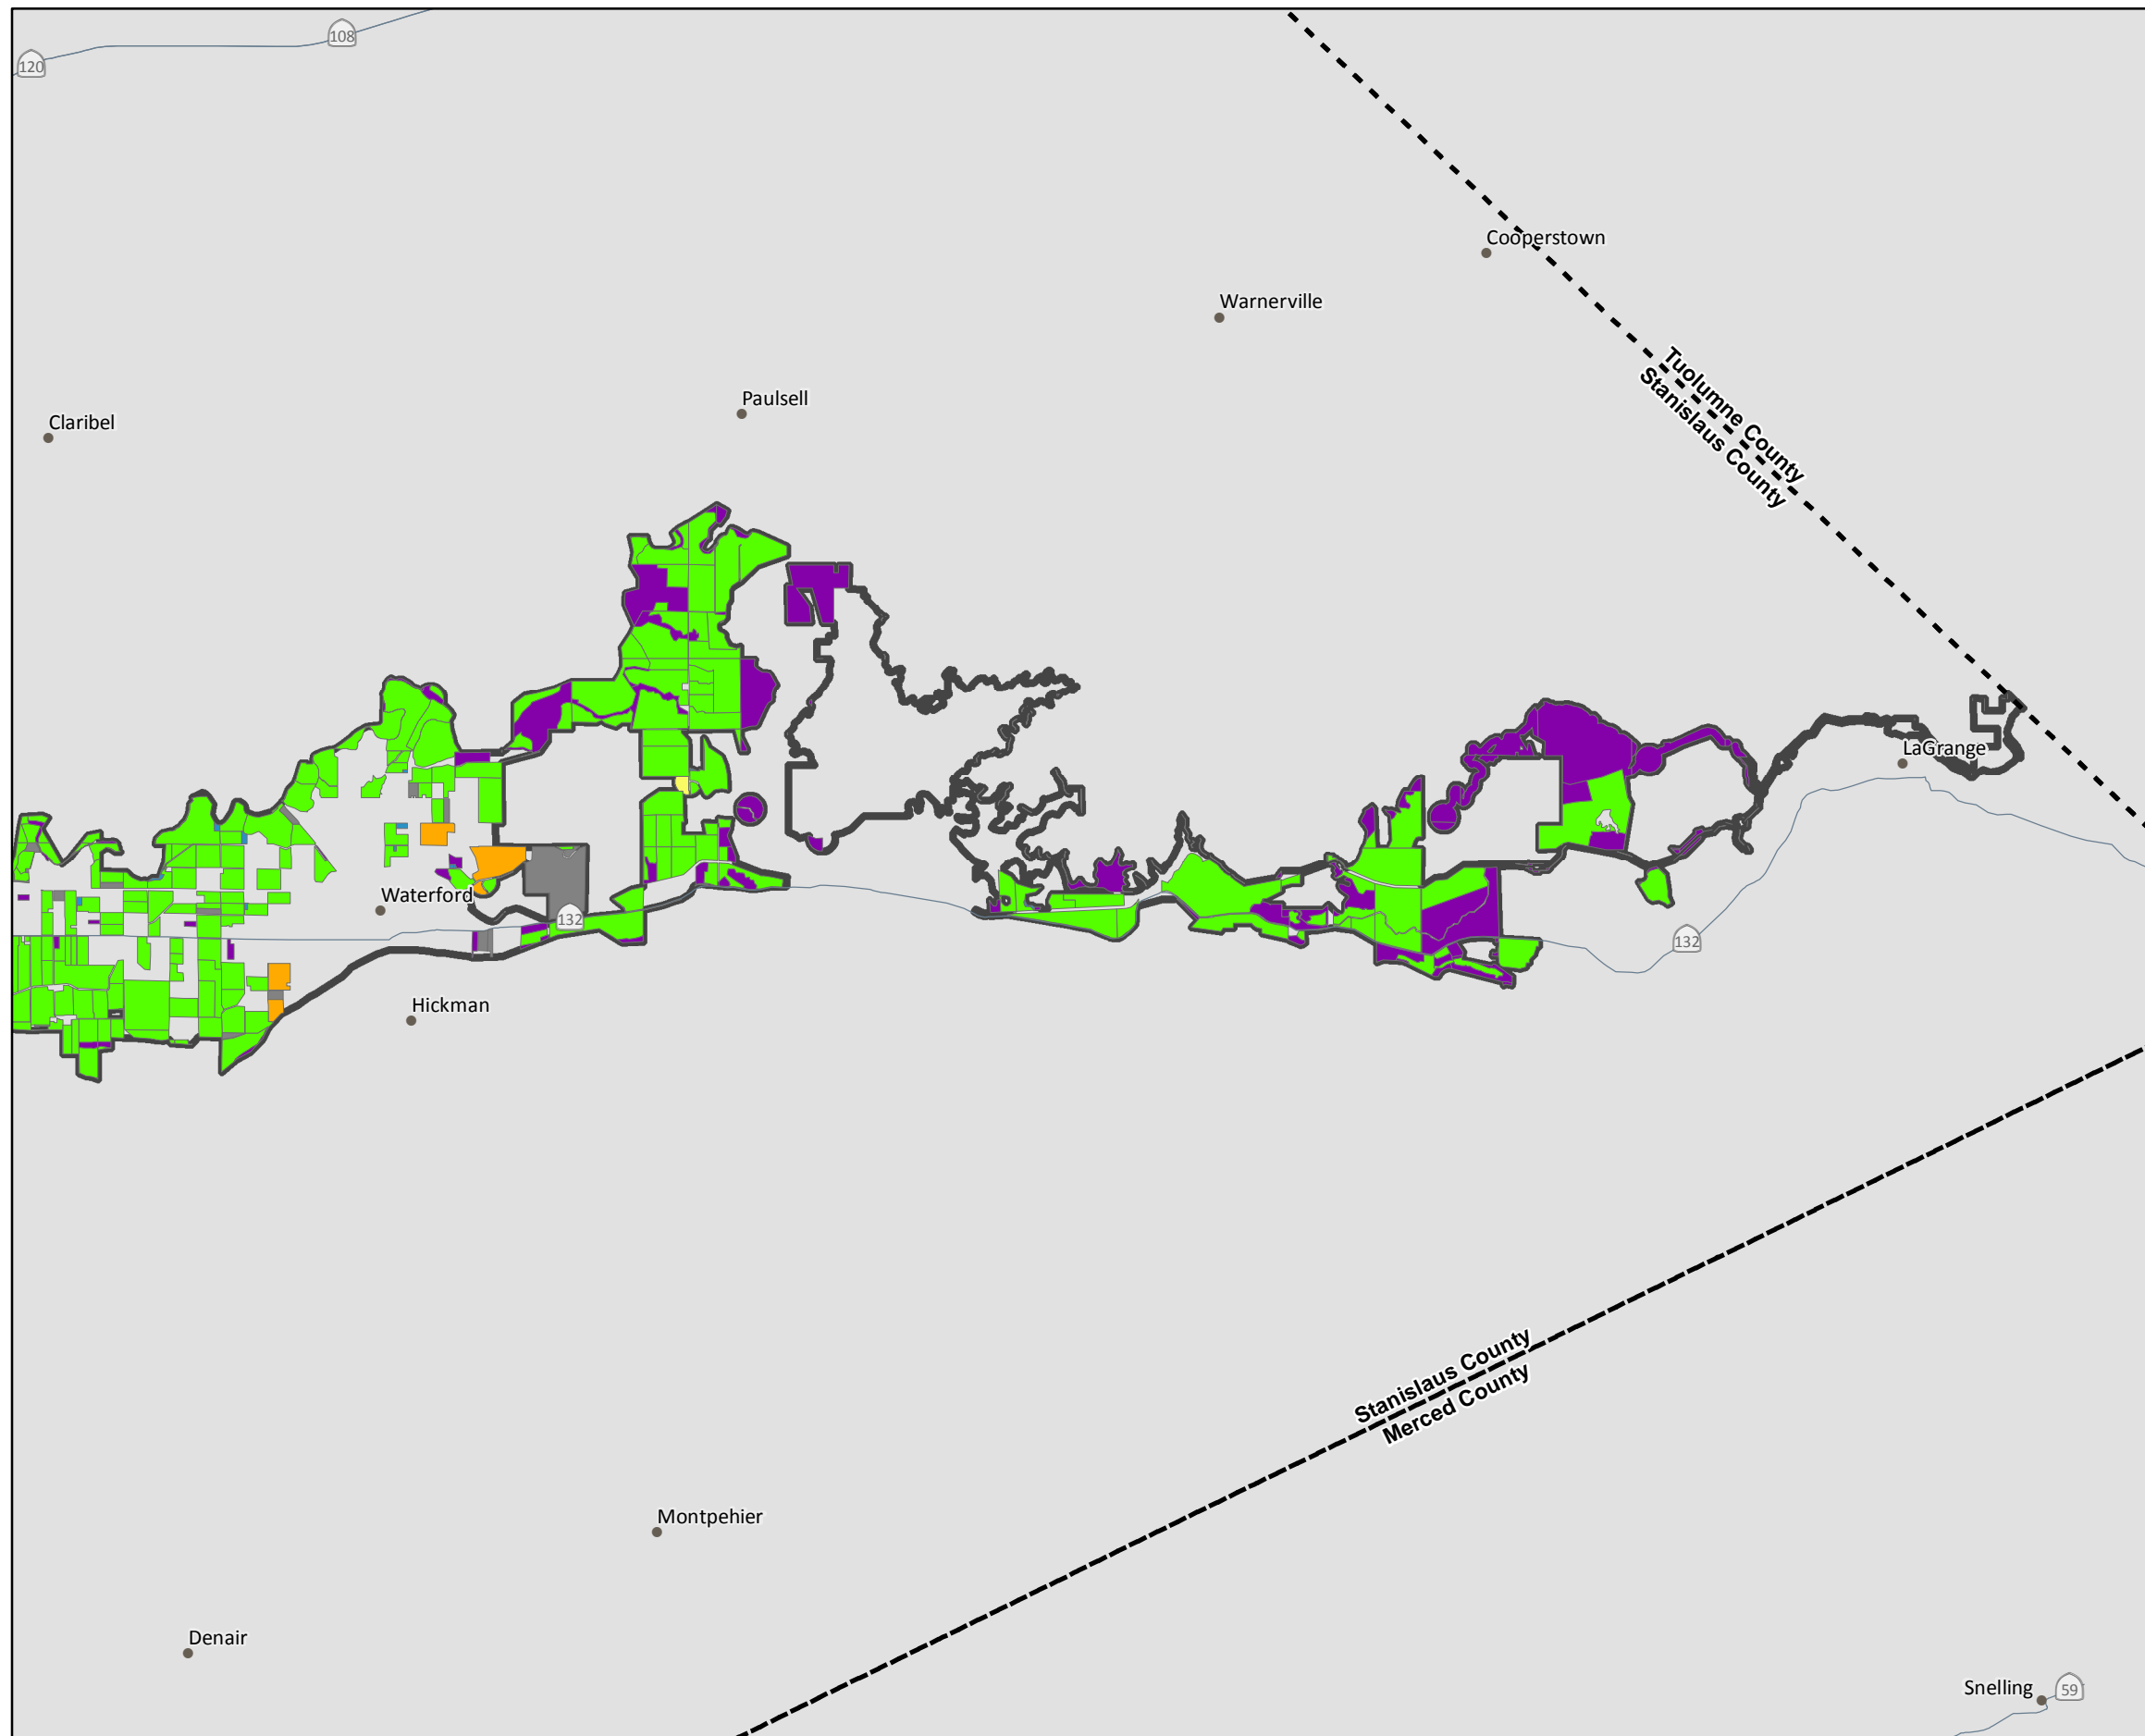 108
120
Cooperstown
Warnerville
Tuolumne County
Stanislaus County
Paulsell
Claribel
LaGrange
Waterford
132
132
Hickman
Stanislaus County
Merced County
Montpehier
Denair
Snelling
59